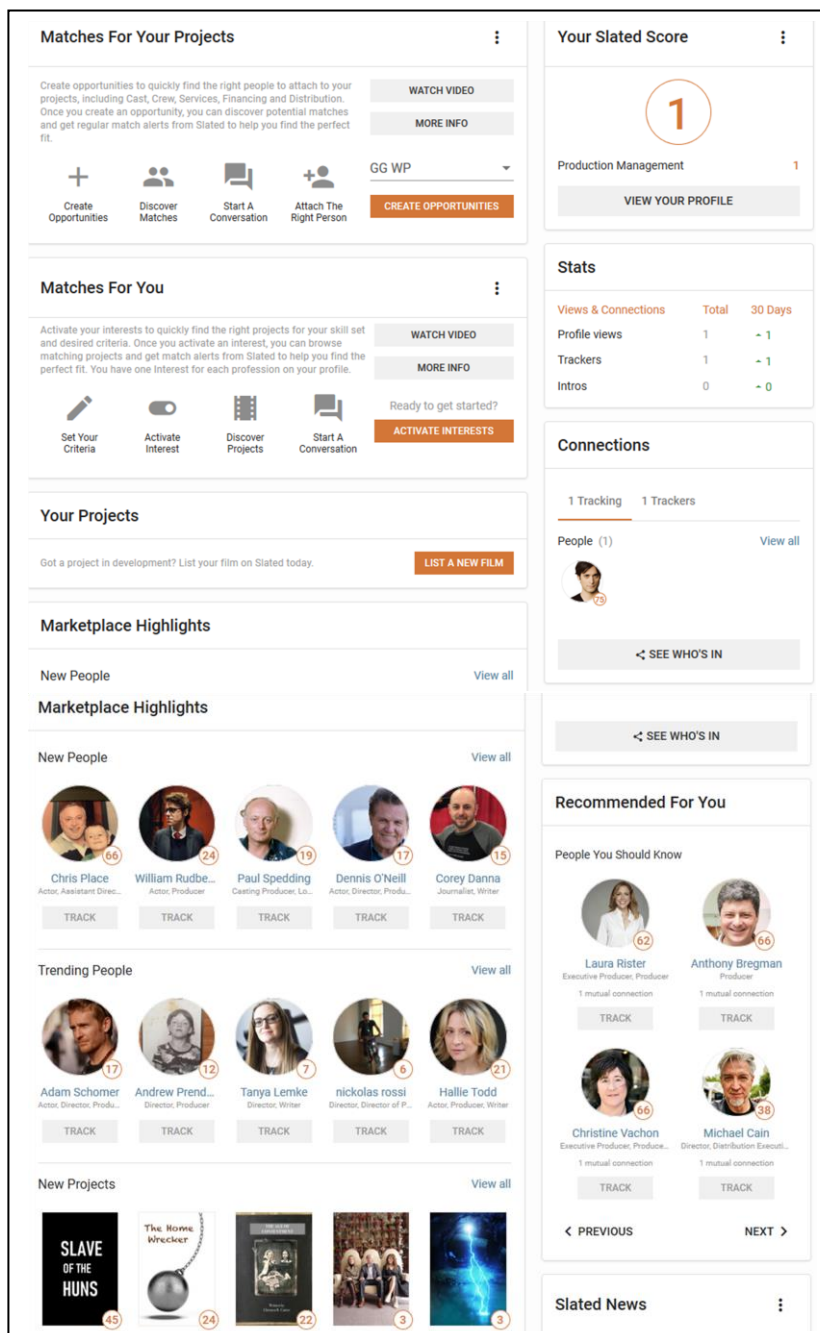 Matches For Your Projects
Create opportunities to quickly find the right people to attach to your
projects, including Cast, Crew, Services, Financing and Distribution.
Once you create an opportunity, you can discover potential matches
and get regular match alerts from Slated to help you find the perfect
fit.
WATCH VIDEO
MORE INFO
GG WP
Create
Opportunities
Discover
Matches
Start A
Conversation
Attach The
Right Person
CREATE OPPORTUNITIES
Matches For You
Activate your interests to quickly find the right projects for your skill set
and desired criteria. Once you activate an interest, you can browse
matching projects and get match alerts from Slated to help you find the
perfect fit. You have one Interest for each profession on your profile.
WATCH VIDEO
MORE INFO
Ready to get started?
Set Your
Criteria
Activate
Interest
Discover
Projects
Start A
Conversation
ACTIVATE INTERESTS
Your Projects
Got a project in development? List your film on Slated today.
LIST A NEW FILM
Marketplace Highlights
New People View all
Your Slated Score
1
Production Management 1
VIEW YOUR PROFILE
Stats
Views & Connections Total 30 Days
Profile views 1 1
Trackers 1 1
Intros 0 0
Connections
1 Tracking 1 Trackers
People (1) View all
75
SEE WHO'S IN
Marketplace Highlights
New People View all
66 24 19 17 15
Chris Place William Rudbe... Paul Spedding Dennis O'Neill Corey Danna
Actor, Assistant Direc... Actor, Producer Casting Producer, Lo... Actor, Director, Produ... Journalist, Writer
TRACK TRACK TRACK TRACK TRACK
Trending People View all
17 12 7 6 21
Adam Schomer Andrew Prend... Tanya Lemke nickolas rossi Hallie Todd
Actor, Director, Produ... Director, Producer Director, Writer Director, Director of P... Actor, Producer, Writer
TRACK TRACK TRACK TRACK TRACK
New Projects View all
SLAVE
OF THE
HUNS
45
The Home
Wrecker
24
22
3
3
SEE WHO'S IN
Recommended For You
People You Should Know
62 66
Laura Rister Anthony Bregman
Executive Producer, Producer Producer
1 mutual connection 1 mutual connection
TRACK TRACK
66 38
Christine Vachon Michael Cain
Executive Producer, Produce... Director, Distribution Executi...
1 mutual connection 1 mutual connection
TRACK TRACK
PREVIOUS NEXT
Slated News